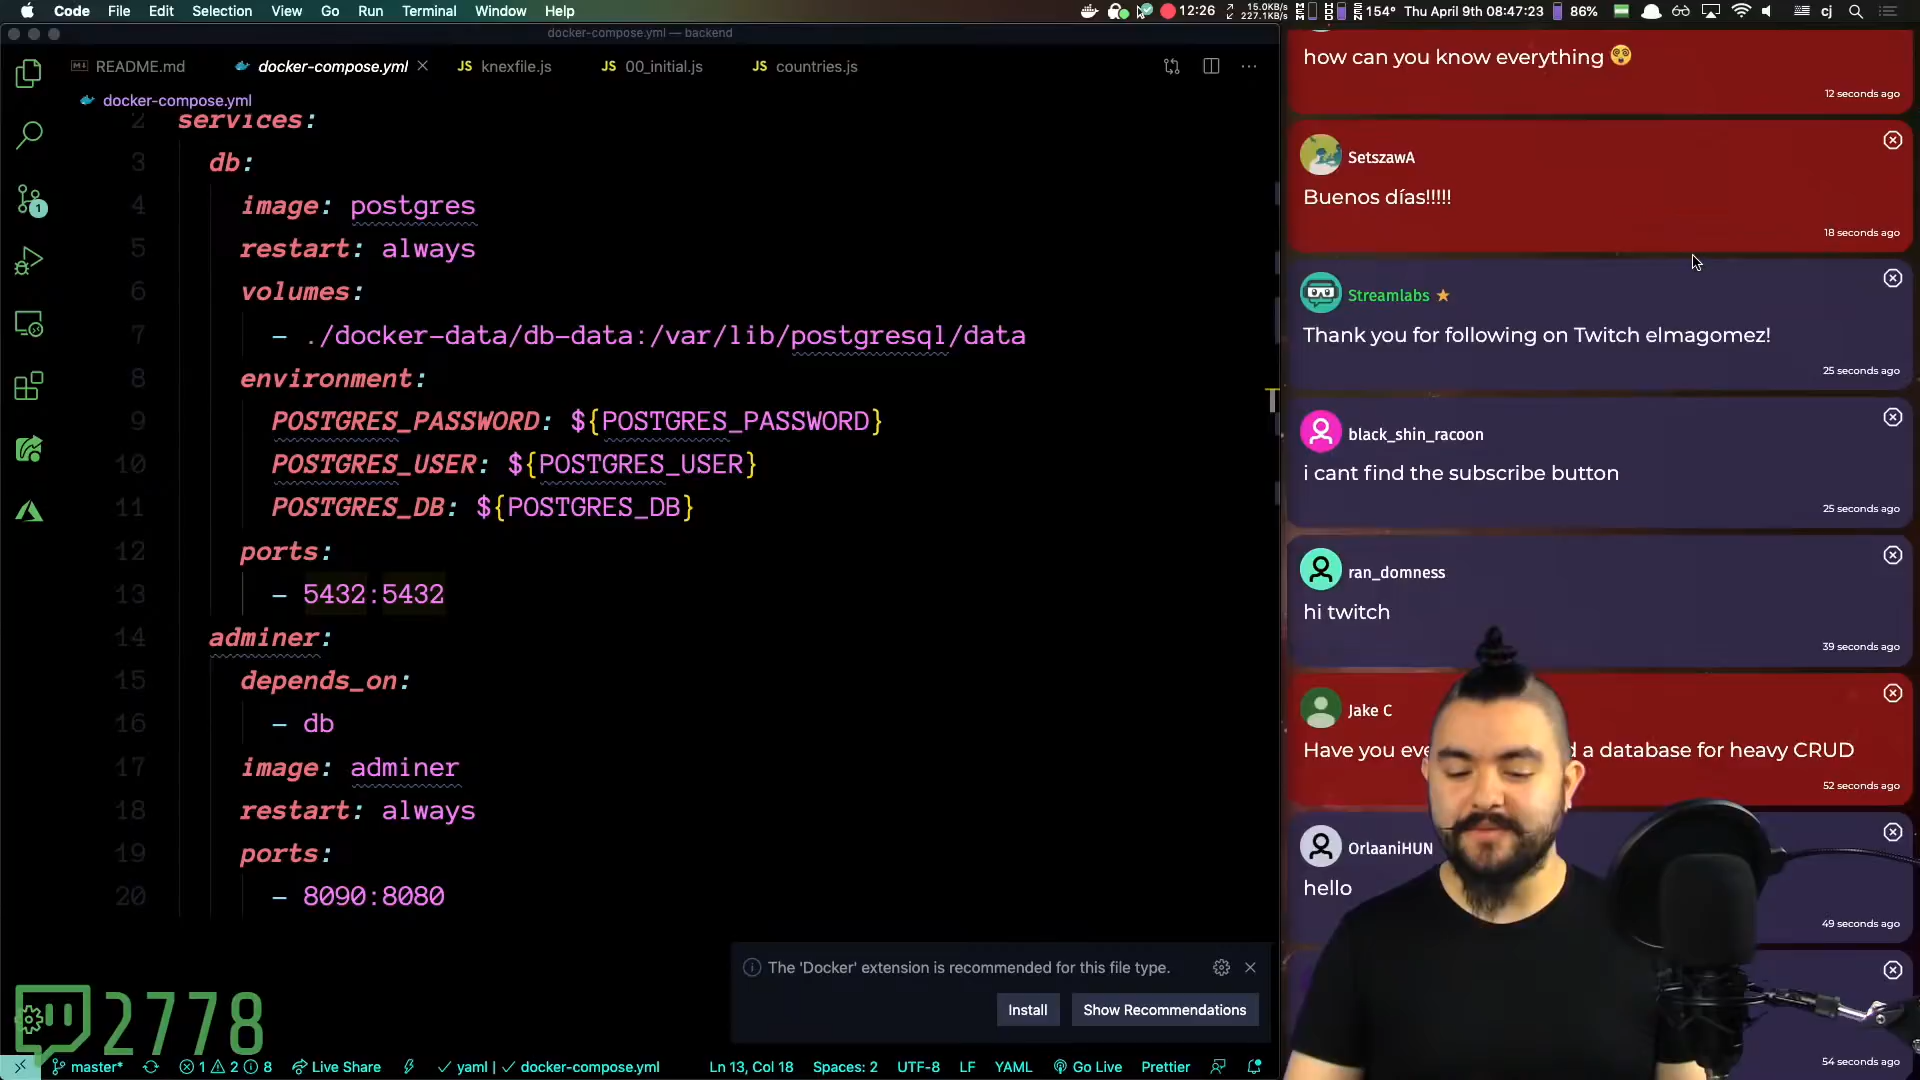 Code File Edit Selection View Go Run Terminal Window Help
12:26 15.0KB/s 227.1KB/s 154° Thu April 9th 08:47:23 86% cj
docker-compose.yml — backend
README.md docker-compose.yml knexfile.js 00_initial.js countries.js
docker-compose.yml
2 services:
3 db:
4 image: postgres
5 restart: always
6 volumes:
7 - ./docker-data/db-data:/var/lib/postgresql/data
8 environment:
9 POSTGRES_PASSWORD: ${POSTGRES_PASSWORD}
10 POSTGRES_USER: ${POSTGRES_USER}
11 POSTGRES_DB: ${POSTGRES_DB}
12 ports:
13 - 5432:5432
14 adminer:
15 depends_on:
16 - db
17 image: adminer
18 restart: always
19 ports:
20 - 8090:8080
The 'Docker' extension is recommended for this file type.
Install Show Recommendations
2778
master* 1 2 8 Live Share yaml | docker-compose.yml Ln 13, Col 18 Spaces: 2 UTF-8 LF YAML Go Live Prettier
how can you know everything
12 seconds ago
SetszawA
Buenos días!!!!!
18 seconds ago
Streamlabs
Thank you for following on Twitch elmagomez!
25 seconds ago
black_shin_racoon
i cant find the subscribe button
25 seconds ago
ran_domness
hi twitch
39 seconds ago
Jake C
Have you a database for heavy CRUD
52 seconds ago
OrlaaniHUN
hello
49 seconds ago
54 seconds ago